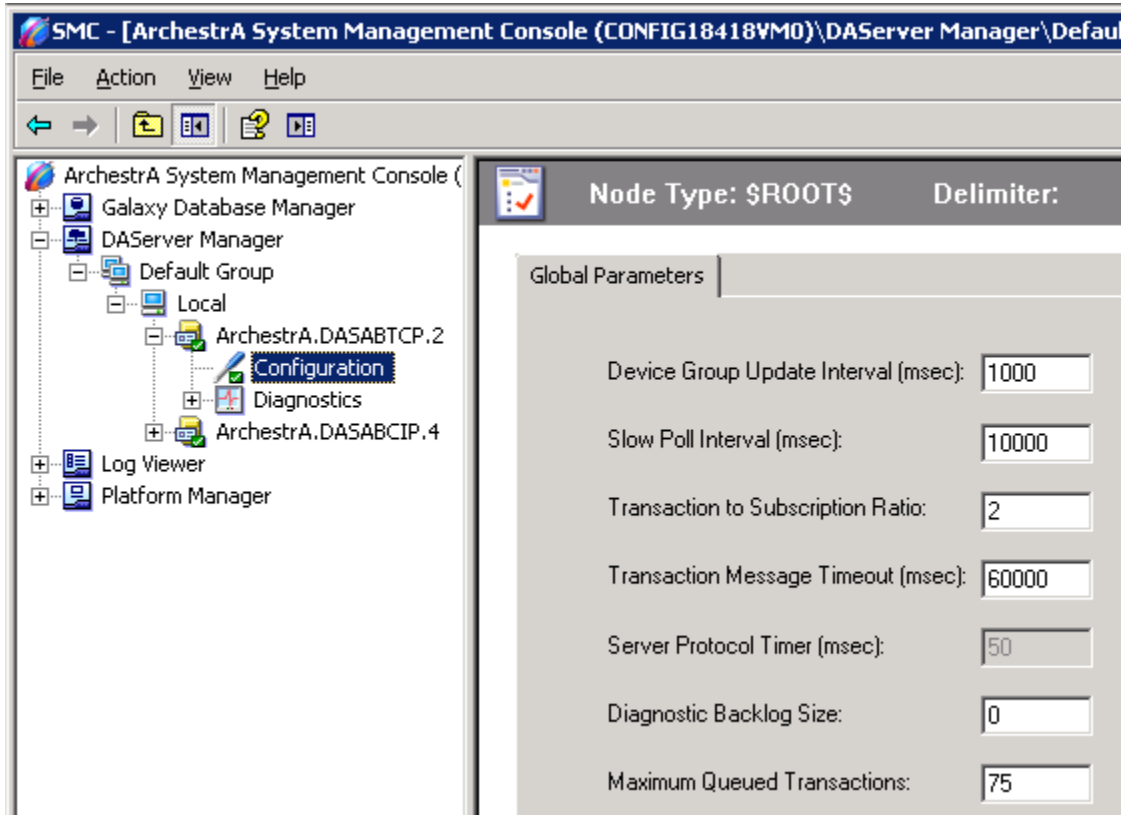 SMC - [ArchestrA System Management Console (CONFIG18418VM0)\DAServer Manager\Defaul
File Action View Help
ArchestrA System Management Console (
Galaxy Database Manager
DAServer Manager
Default Group
Local
ArchestrA.DASABTCP.2
Configuration
Diagnostics
ArchestrA.DASABCIP.4
Log Viewer
Platform Manager
Node Type: $ROOT$ Delimiter:
Global Parameters
Device Group Update Interval (msec): 1000
Slow Poll Interval (msec): 10000
Transaction to Subscription Ratio: 2
Transaction Message Timeout (msec): 60000
Server Protocol Timer (msec): 50
Diagnostic Backlog Size: 0
Maximum Queued Transactions: 75